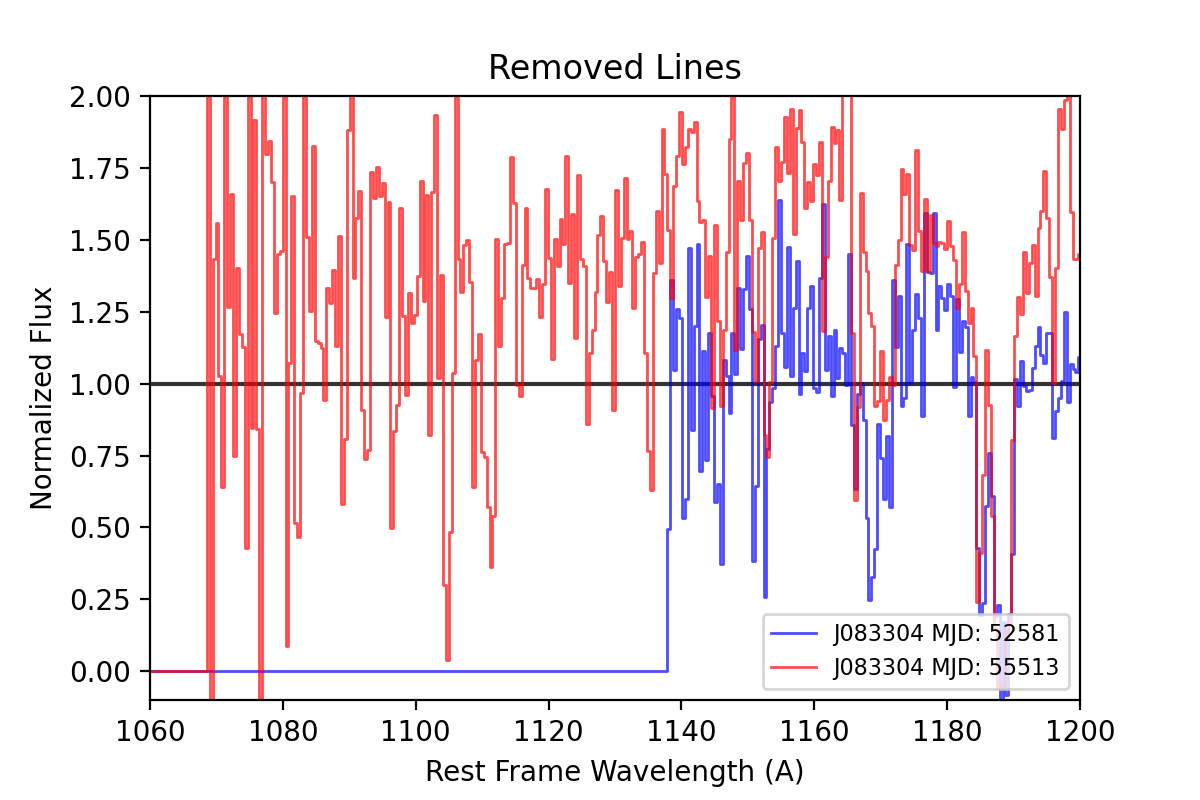 Removed Lines
2.00
1.75
1.50
1.25
1.00
0.75
0.50
0.25
0.00
Normalized Flux
J083304 MJD: 52581
J083304 MJD: 55513
1060 1080 1100 1120 1140 1160 1180 1200
Rest Frame Wavelength (A)